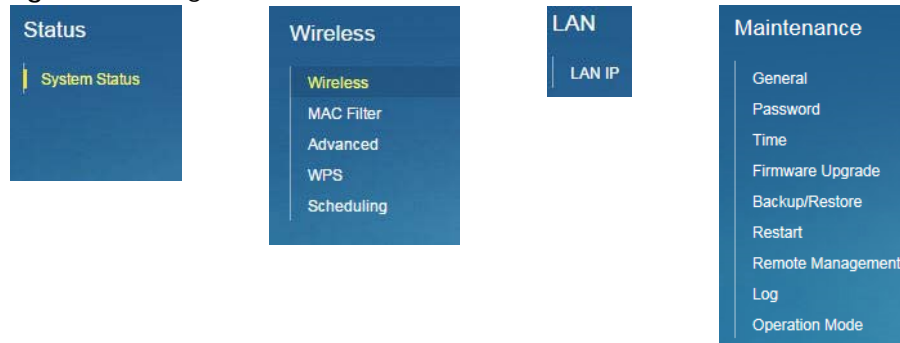 Status
System Status
Wireless
Wireless
MAC Filter
Advanced
WPS
Scheduling
LAN
LAN IP
Maintenance
General
Password
Time
Firmware Upgrade
Backup/Restore
Restart
Remote Management
Log
Operation Mode